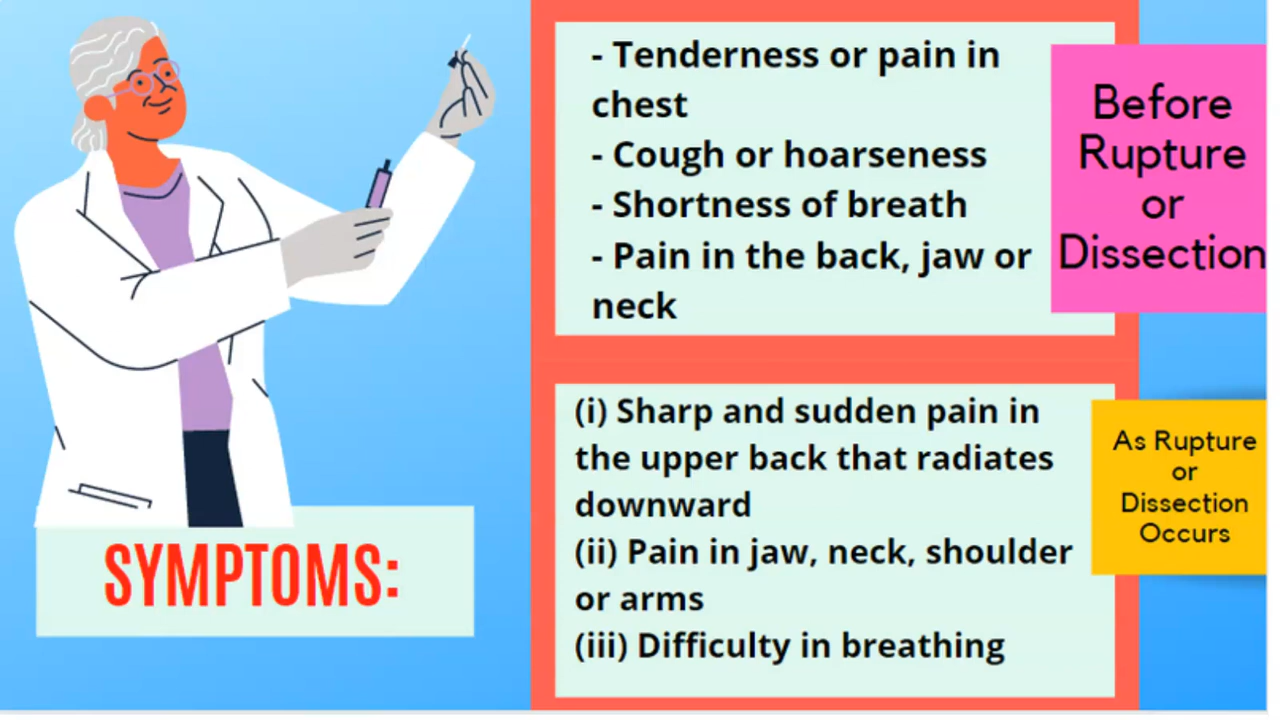 - Tenderness or pain in
chest
- Cough or hoarseness
- Shortness of breath
- Pain in the back, jaw or
neck
Before
Rupture
or
Dissection
(i) Sharp and sudden pain in
the upper back that radiates
downward
(ii) Pain in jaw, neck, shoulder
or arms
(iii) Difficulty in breathing
As Rupture
or
Dissection
Occurs
SYMPTOMS: